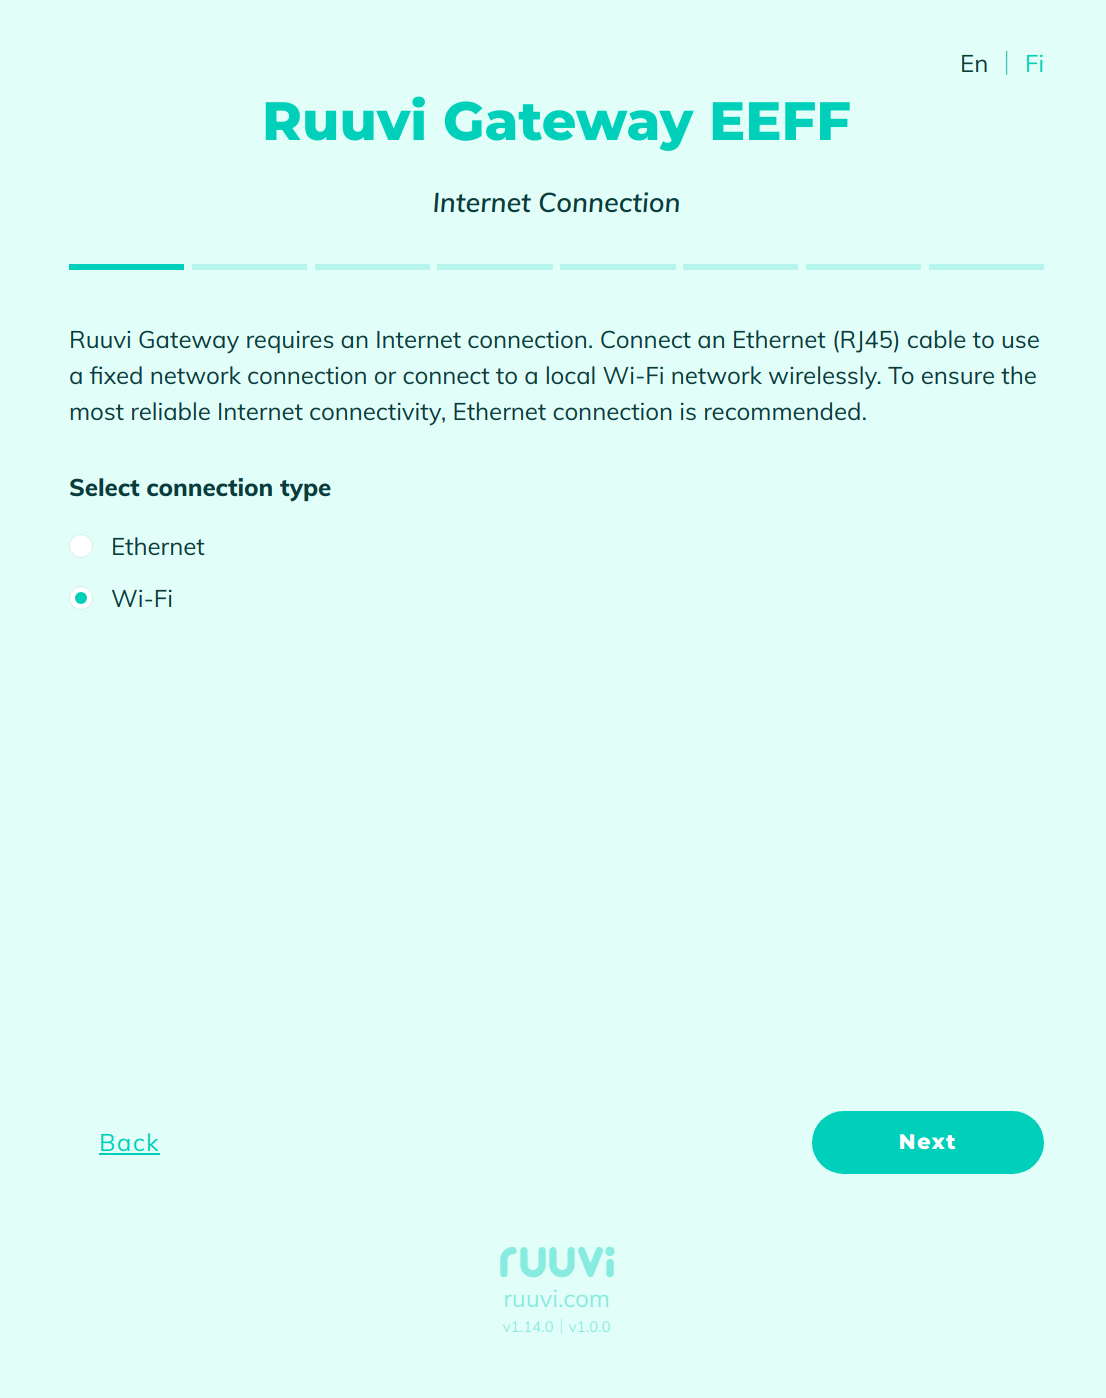 En | Fi
Ruuvi Gateway EEFF
Internet Connection
Ruuvi Gateway requires an Internet connection. Connect an Ethernet (RJ45) cable to use
a fixed network connection or connect to a local Wi-Fi network wirelessly. To ensure the
most reliable Internet connectivity, Ethernet connection is recommended.
Select connection type
Ethernet
Wi-Fi
Back
Next
ruuvi
ruuvi.com
v1.14.0 | v1.0.0